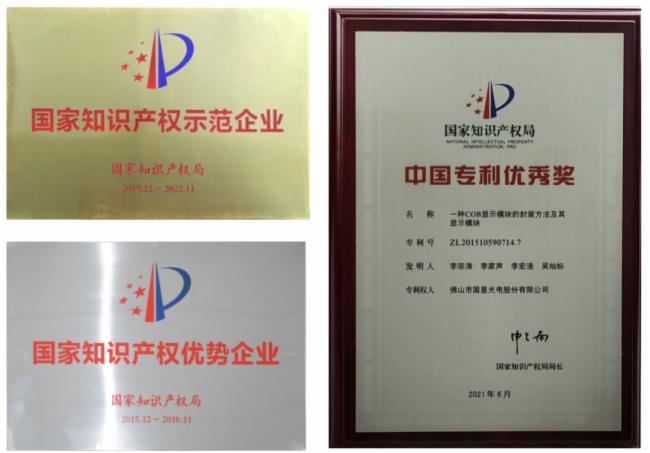 国家知识产权示范企业
国家知识产权局
2019.12 - 2022.11
国家知识产权优势企业
国家知识产权局
2015.12 - 2018.11
国家知识产权局
NATIONAL INTELLECTUAL PROPERTY
ADMINISTRATION, PRC
中国专利优秀奖
名 称 一种COB显示模块的封装方法及其
显示模块
专 利 号 ZL201510590714.7
发 明 人 李宗涛 李家声 李宏浩 吴灿标
专利权人 佛山市国星光电股份有限公司
申长雨
国家知识产权局局长
2021年6月